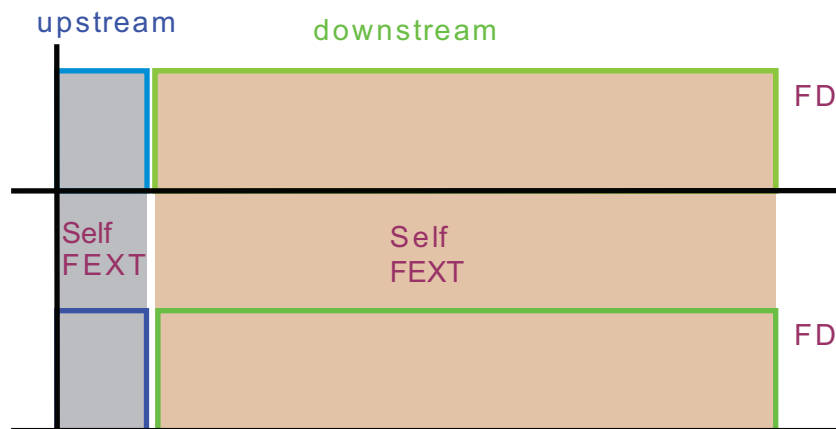 upstream
downstream
FD
Self
FEXT
Self
FEXT
FD